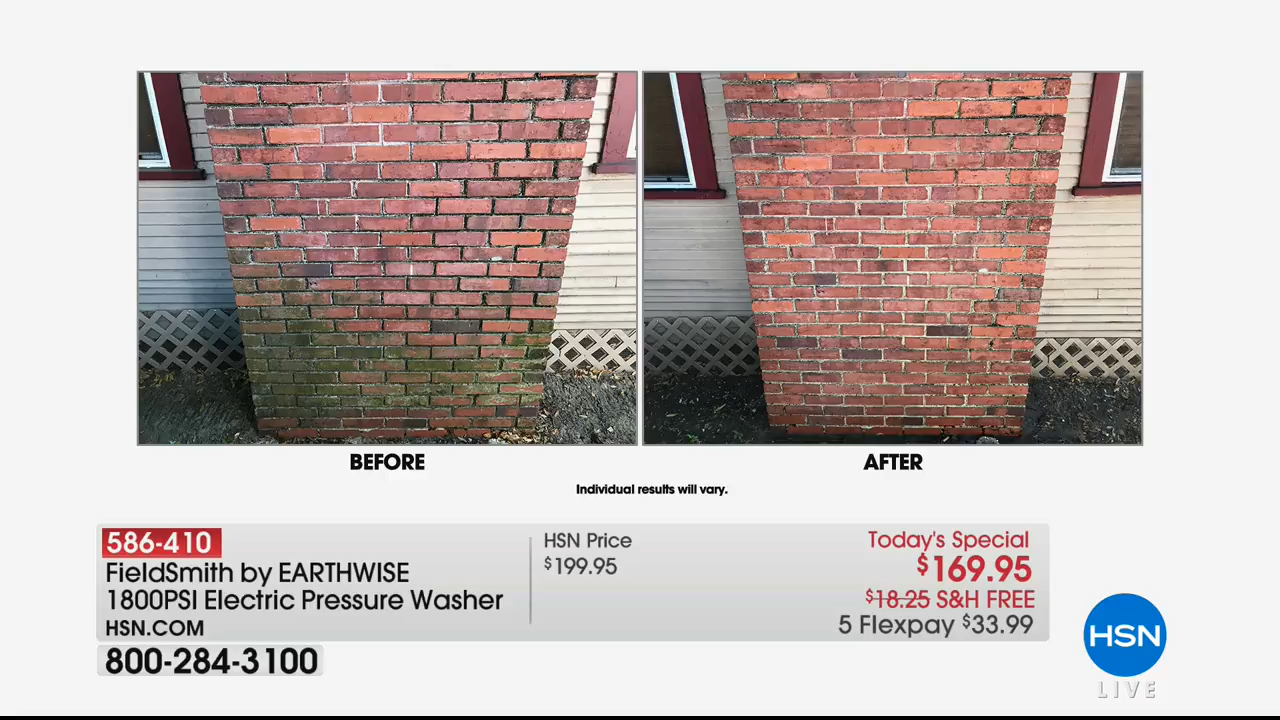 BEFORE
AFTER
Individual results will vary.
586-410
FieldSmith by EARTHWISE
1800PSI Electric Pressure Washer
HSN.COM
800-284-3100
HSN Price
$199.95
Today's Special
$169.95
$18.25 S&H FREE
5 Flexpay $33.99
HSN
LIVE